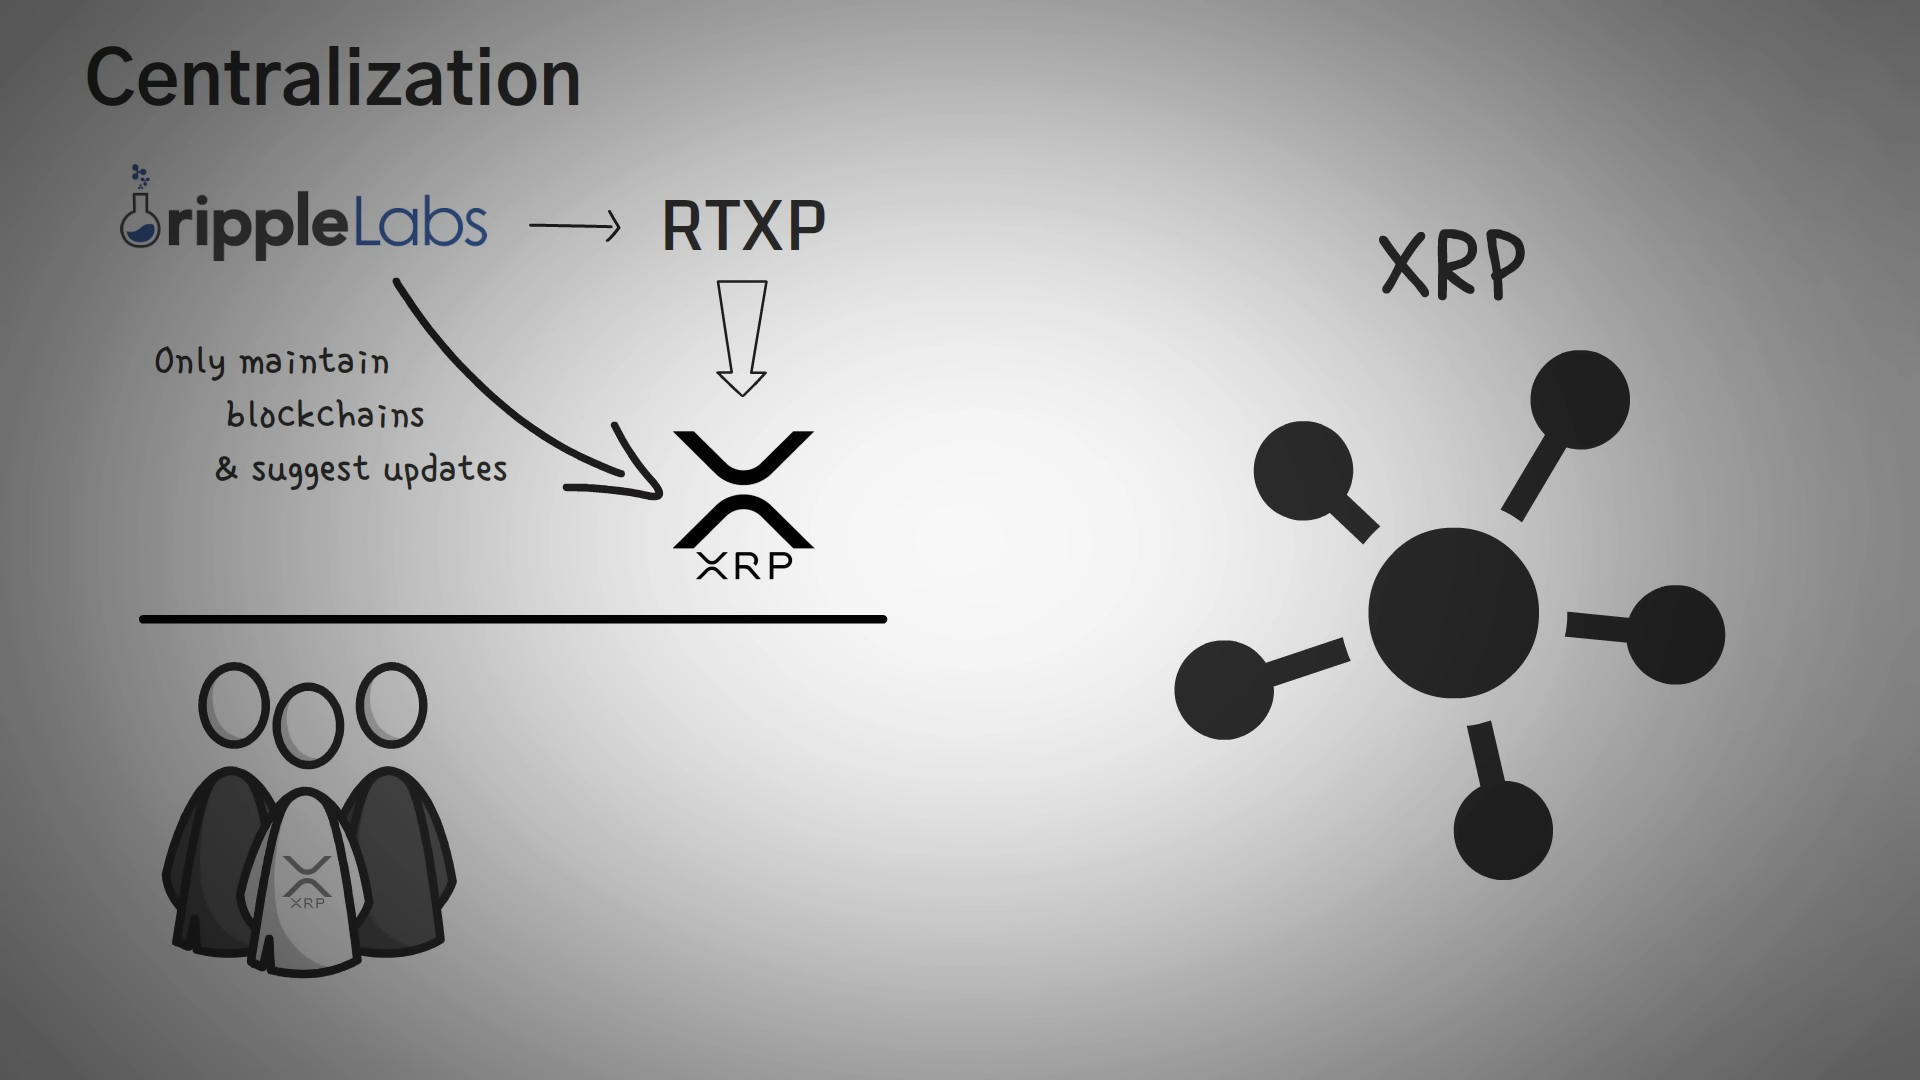 Centralization
rippleLabs
RTXP
XRP
Only maintain
blockchains
& suggest updates
XRP
XRP